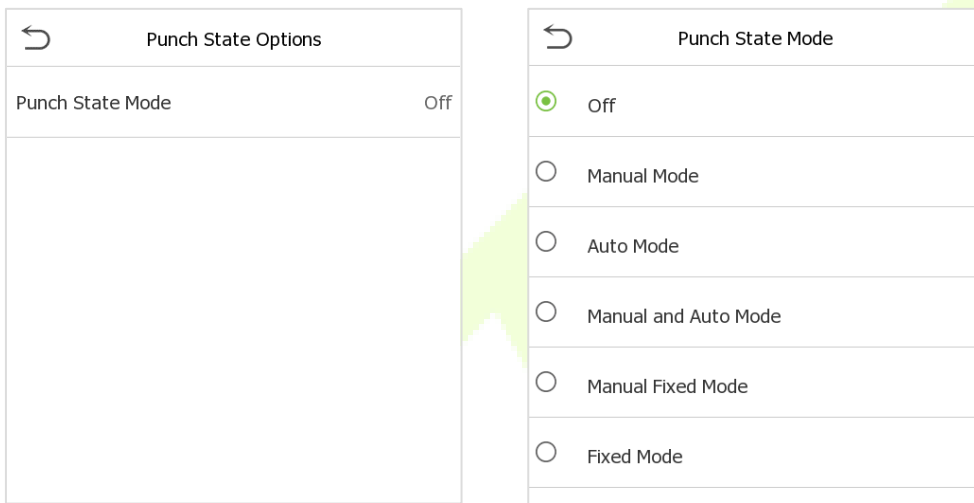 Punch State Options
Punch State Mode Off
Punch State Mode
Off
Manual Mode
Auto Mode
Manual and Auto Mode
Manual Fixed Mode
Fixed Mode